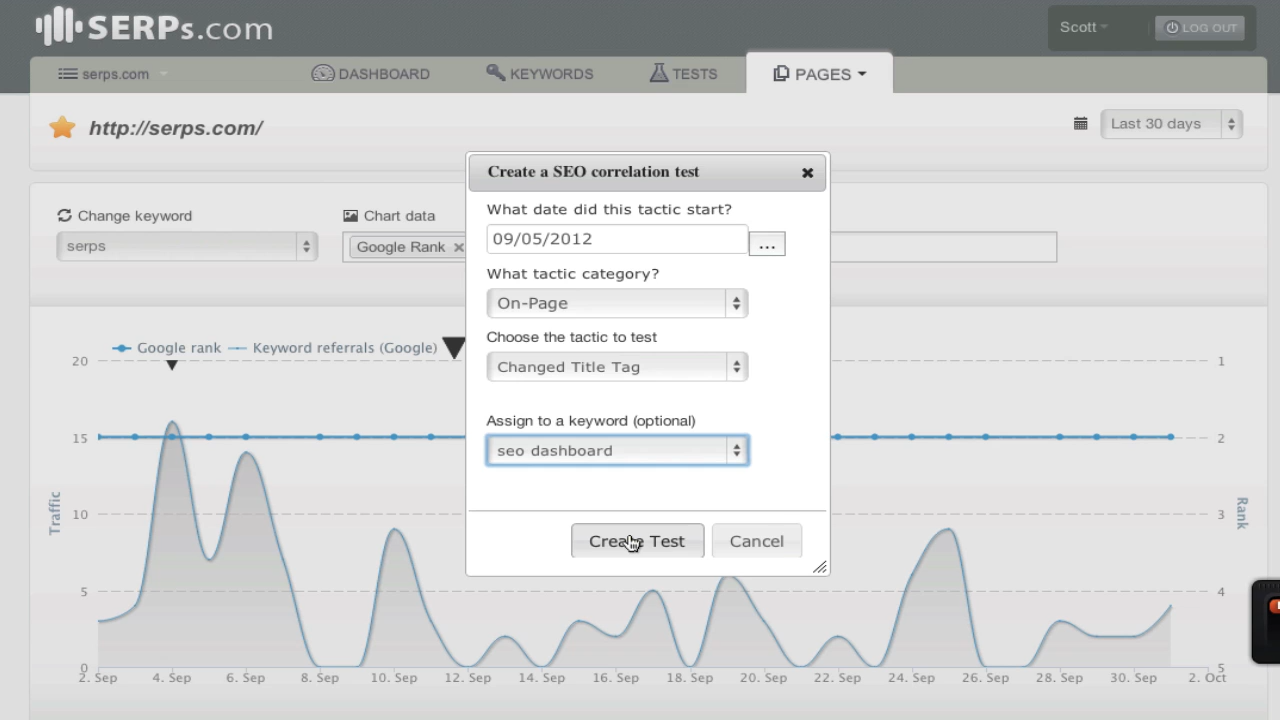 SERPs.com
Scott
LOG OUT
serps.com
DASHBOARD
KEYWORDS
TESTS
PAGES
http://serps.com/
Last 30 days
Create a SEO correlation test
What date did this tactic start?
09/05/2012
...
What tactic category?
On-Page
Choose the tactic to test
Changed Title Tag
Assign to a keyword (optional)
seo dashboard
Create Test
Cancel
Change keyword
serps
Chart data
Google Rank
Google rank
Keyword referrals (Google)
20
15
10
5
0
Traffic
1
2
3
4
5
Rank
2. Sep
4. Sep
6. Sep
8. Sep
10. Sep
12. Sep
14. Sep
16. Sep
18. Sep
20. Sep
22. Sep
24. Sep
26. Sep
28. Sep
30. Sep
2. Oct